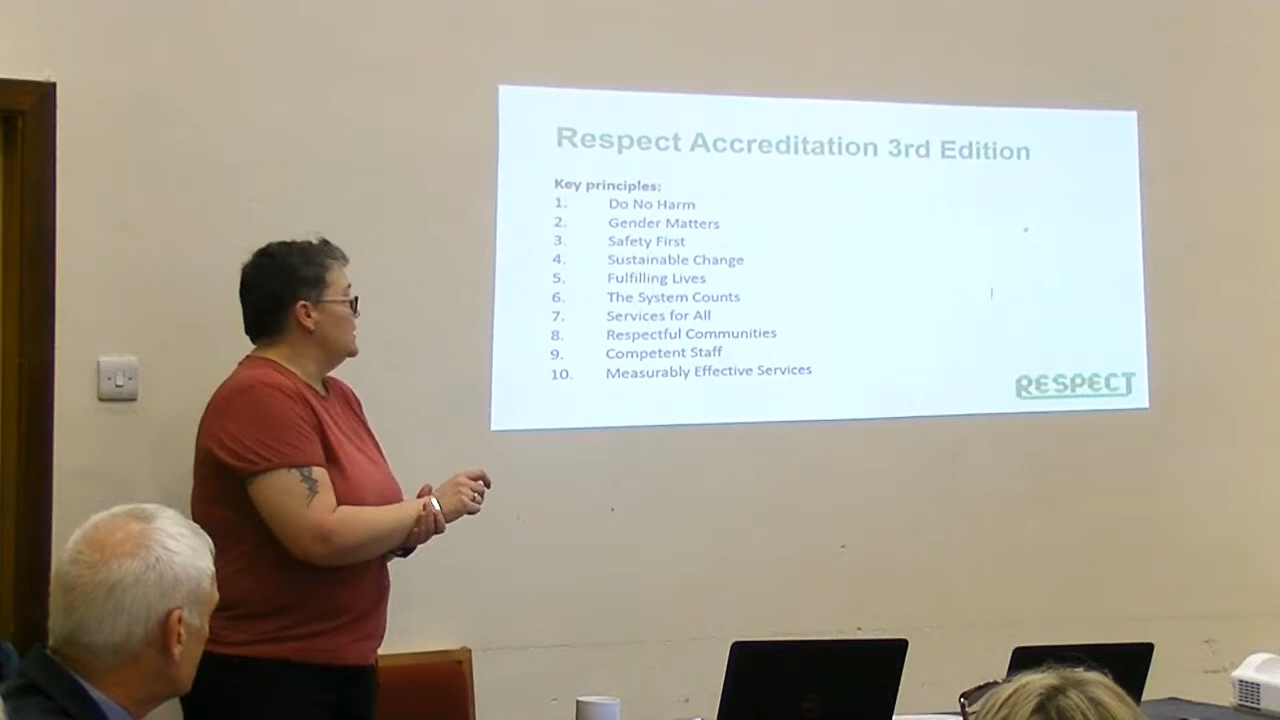 Respect Accreditation 3rd Edition
Key principles:
1. Do No Harm
2. Gender Matters
3. Safety First
4. Sustainable Change
5. Fulfilling Lives
6. The System Counts
7. Services for All
8. Respectful Communities
9. Competent Staff
10. Measurably Effective Services
RESPECT